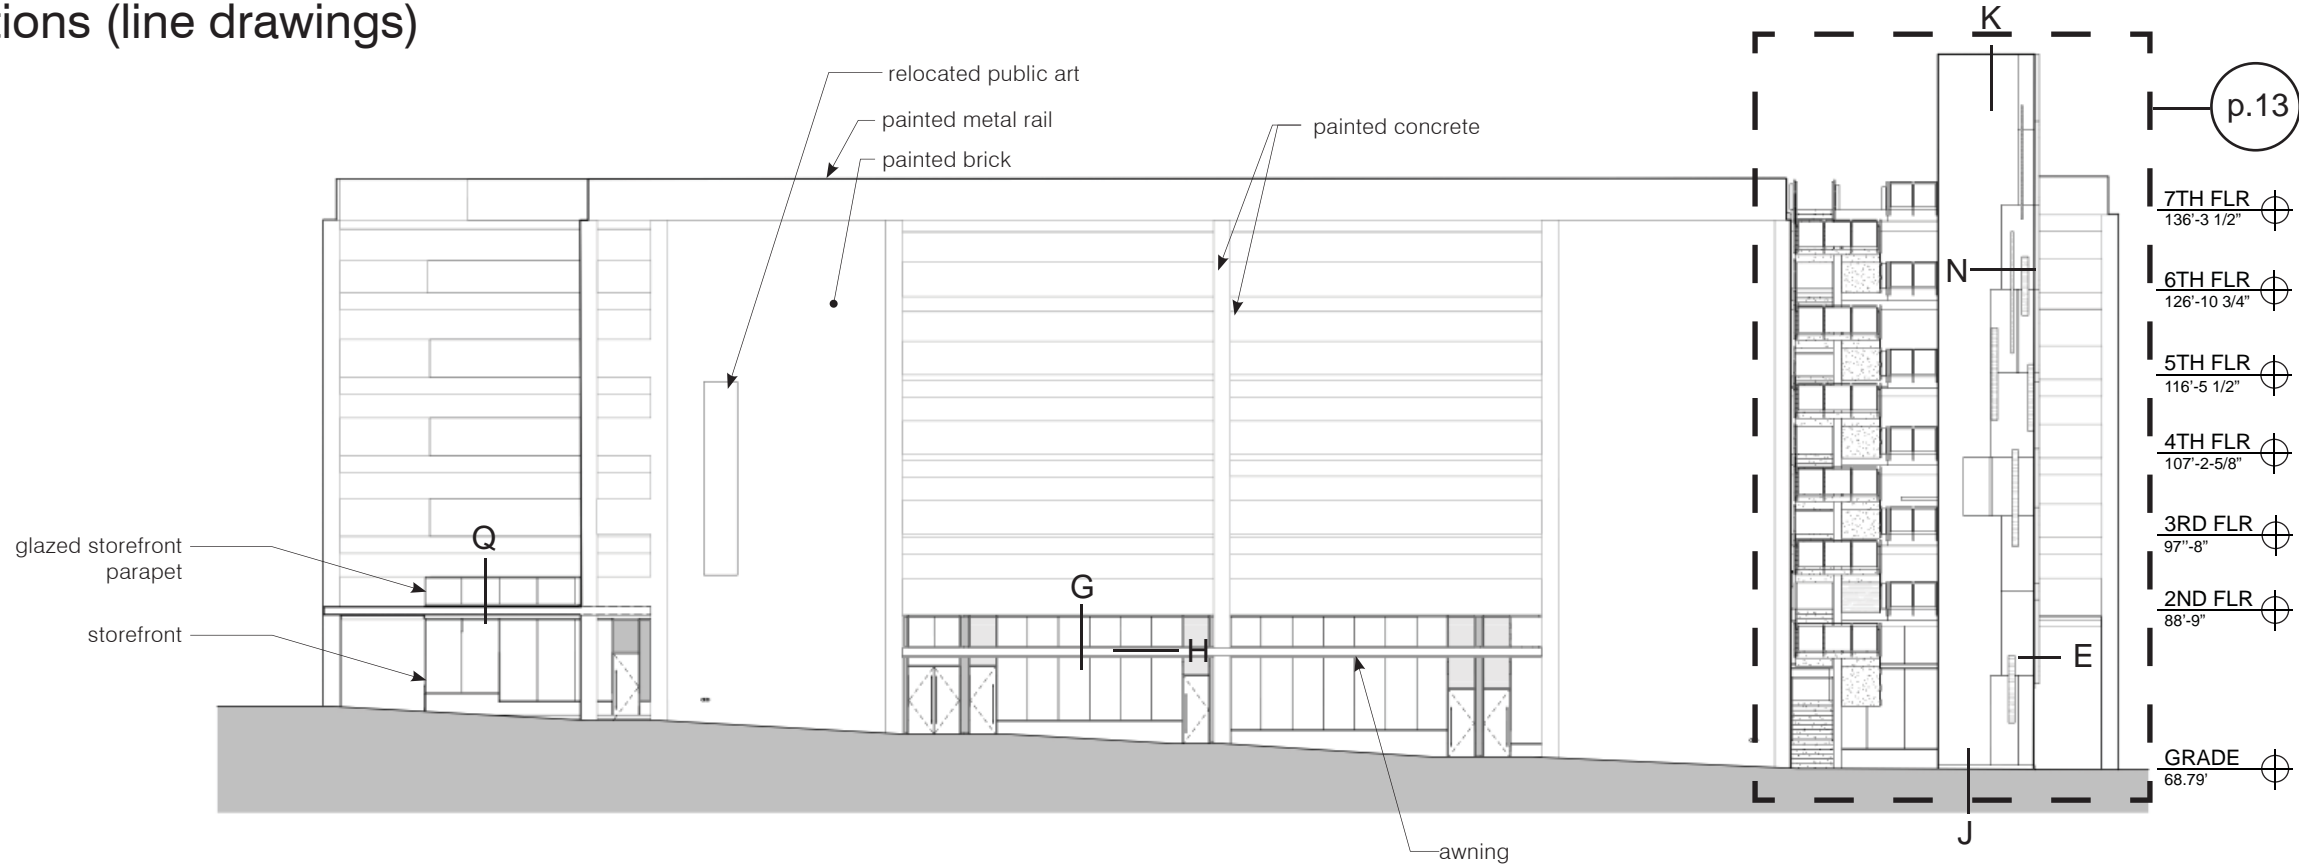 tions (line drawings)
K
relocated public art
painted metal rail
painted brick
painted concrete
p.13
7TH FLR
136'-3 1/2"
N
6TH FLR
126'-10 3/4"
5TH FLR
116'-5 1/2"
4TH FLR
107'-2-5/8"
3RD FLR
97"-8"
2ND FLR
88'-9"
Q
glazed storefront
parapet
storefront
G
H
E
GRADE
68.79'
J
awning